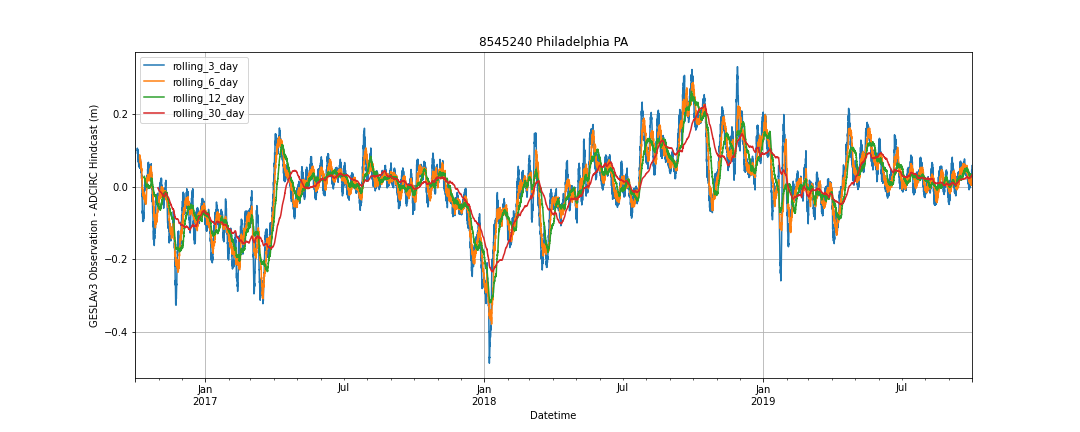 8545240 Philadelphia PA
rolling_3_day
rolling_6_day
rolling_12_day
rolling_30_day
GESLAv3 Observation - ADCIRC Hindcast (m)
0.2
0.0
−0.2
−0.4
Jan
2017
Jul
Jan
2018
Jul
Jan
2019
Jul
Datetime